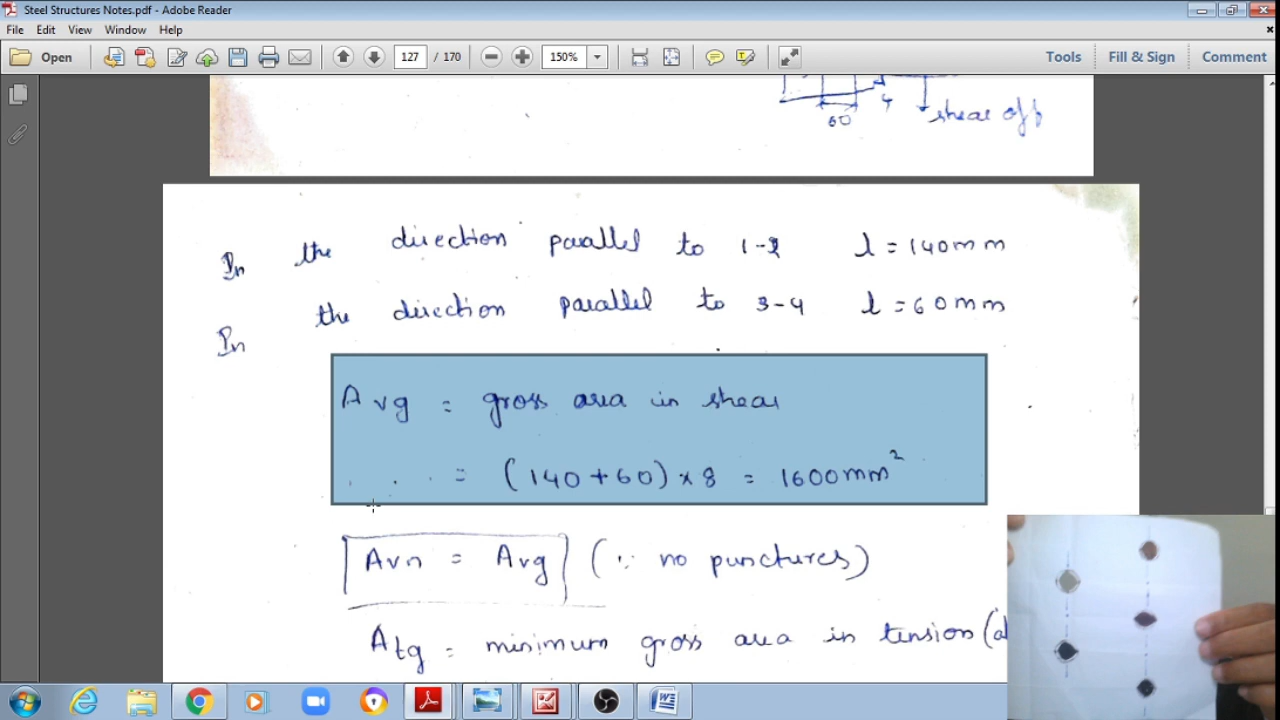 Steel Structures Notes.pdf - Adobe Reader
File Edit View Window Help
Open 127 / 170 150% Tools Fill & Sign Comment
60 4 shear off
In the direction parallel to 1-2 l = 140mm
In the direction parallel to 3-4 l = 60mm
Avg = gross area in shear
= (140+60) × 8 = 1600mm²
Avn = Avg (∵ no punctures)
Atg = minimum gross area in tension (